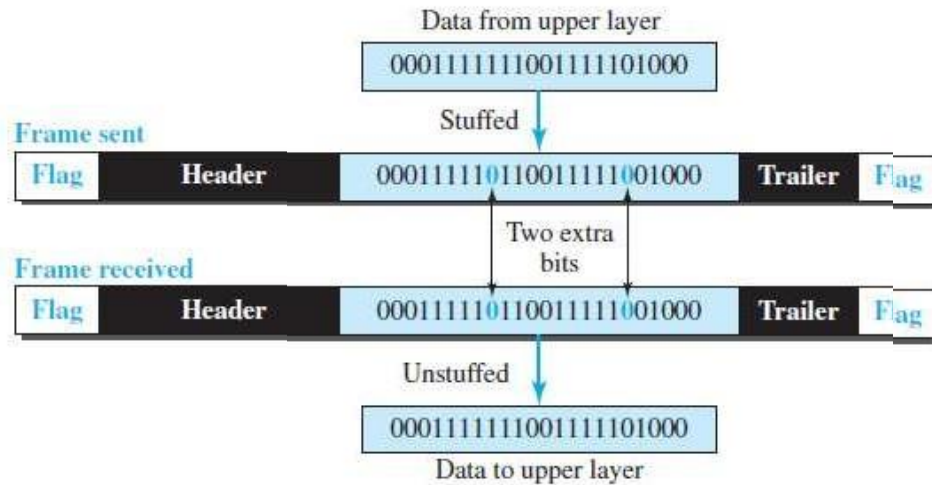 Data from upper layer
0001111111001111101000
Stuffed
Frame sent
Flag Header 000111110110011111001000 Trailer Flag
Two extra
bits
Frame received
Flag Header 000111110110011111001000 Trailer Flag
Unstuffed
0001111111001111101000
Data to upper layer